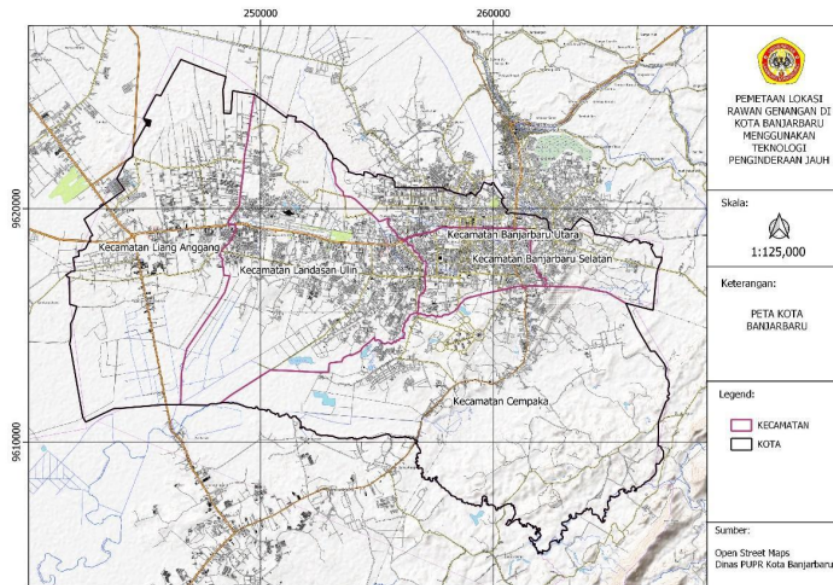 250000
260000
9620000
9610000
Kecamatan Liang Anggang
Kecamatan Landasan Ulin
Kecamatan Banjarbaru Utara
Kecamatan Banjarbaru Selatan
Kecamatan Cempaka
PEMETAAN LOKASI
RAWAN GENANGAN DI
KOTA BANJARBARU
MENGGUNAKAN
TEKNOLOGI
PENGINDERAAN JAUH
Skala:
1:125,000
Keterangan:
PETA KOTA
BANJARBARU
Legend:
KECAMATAN
KOTA
Sumber:
Open Street Maps
Dinas PUPR Kota Banjarbaru